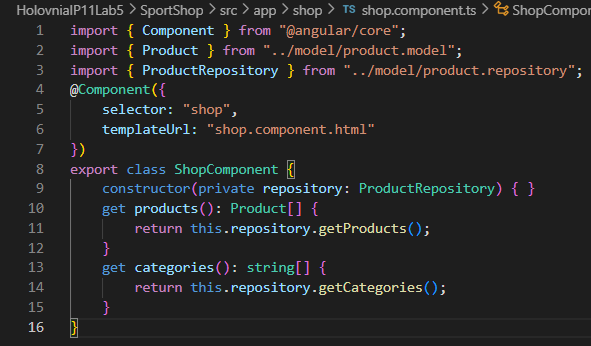 HolovniaIP11Lab5 > SportShop > src > app > shop > TS shop.component.ts > ShopCompor
1 import { Component } from "@angular/core";
2 import { Product } from "../model/product.model";
3 import { ProductRepository } from "../model/product.repository";
4 @Component({
5 selector: "shop",
6 templateUrl: "shop.component.html"
7 })
8 export class ShopComponent {
9 constructor(private repository: ProductRepository) { }
10 get products(): Product[] {
11 return this.repository.getProducts();
12 }
13 get categories(): string[] {
14 return this.repository.getCategories();
15 }
16 }